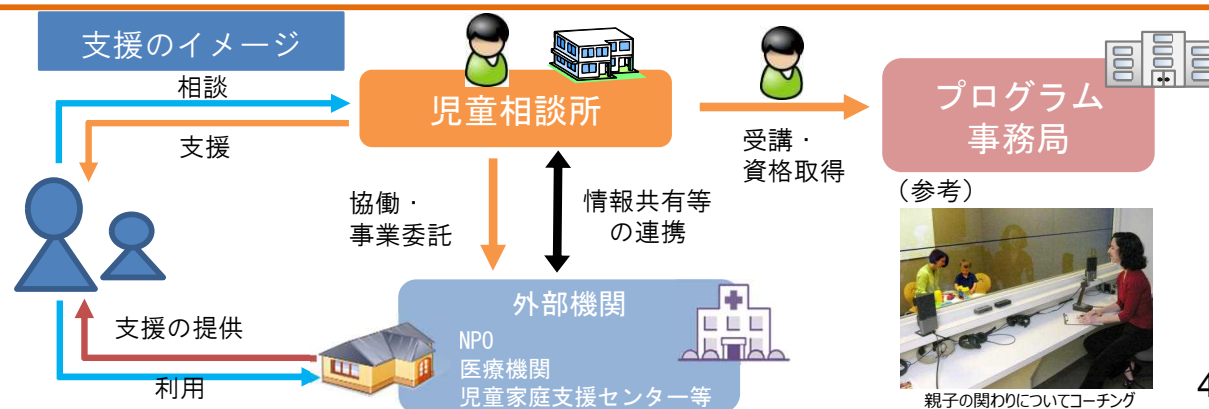 支援のイメージ
相談
支援
児童相談所
受講・
資格取得
プログラム
事務局
(参考)
協働・
事業委託
情報共有等
の連携
外部機関
NPO
医療機関
児童家庭支援センター等
支援の提供
利用
親子の関わりについてコーチング
4